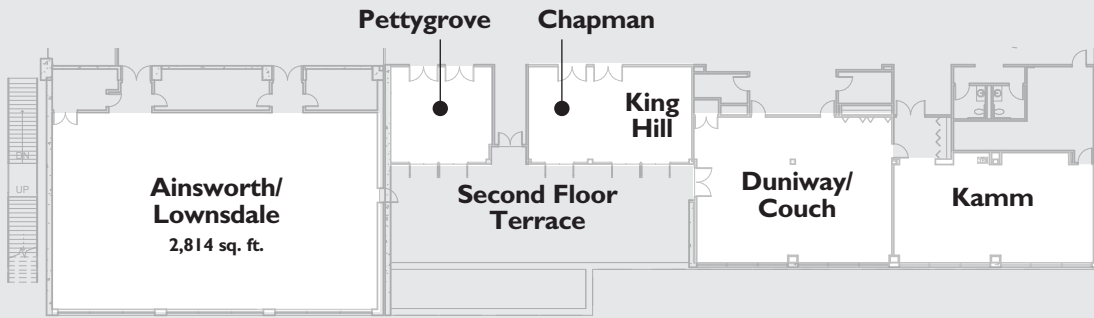 Pettygrove
Chapman
King
Hill
DN
UP
Ainsworth/
Lownsdale
2,814 sq. ft.
Second Floor
Terrace
Duniway/
Couch
Kamm